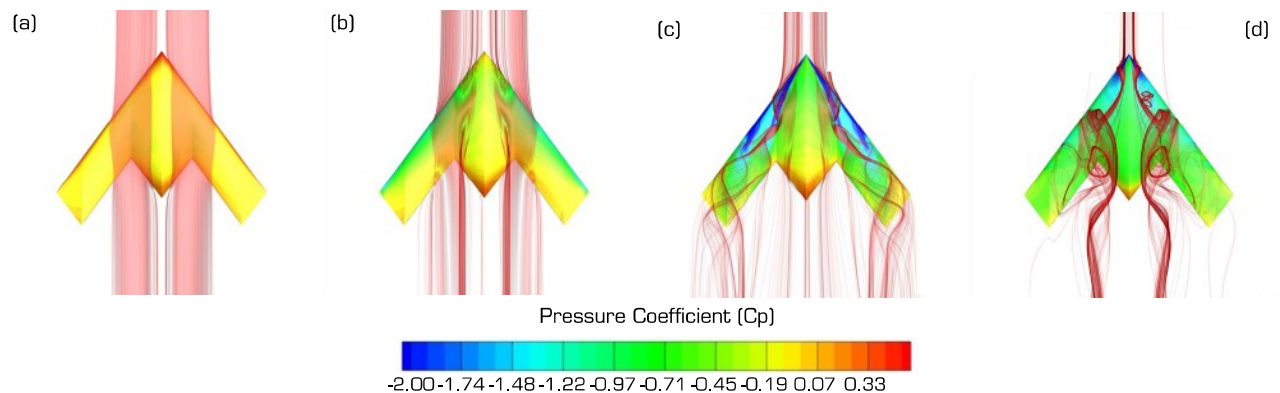 (a)
(b)
(c)
(d)
Pressure Coefficient (Cp)
-2.00 -1.74 -1.48 -1.22 -0.97 -0.71 -0.45 -0.19 0.07 0.33